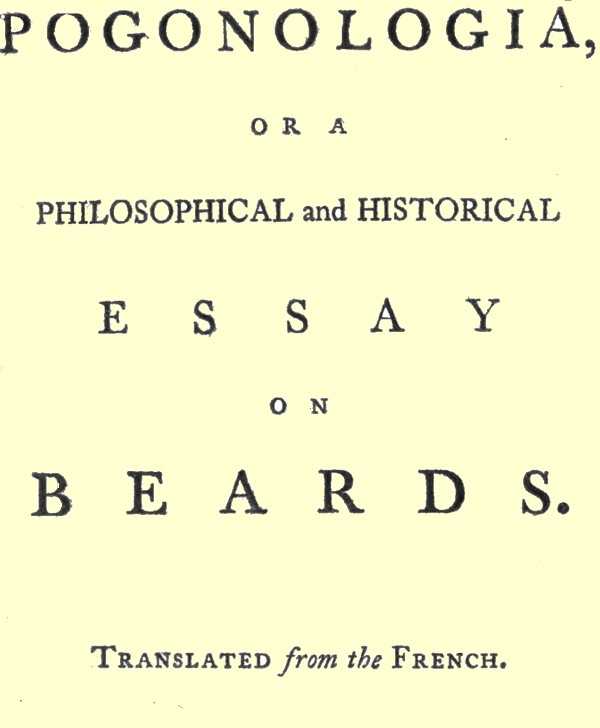 POGONOLOGIA,
OR A
PHILOSOPHICAL and HISTORICAL
ESSAY
ON
BEARDS.
TRANSLATED from the FRENCH.